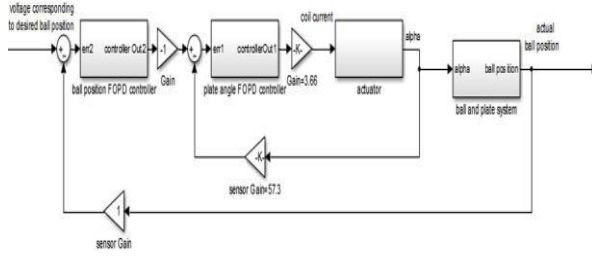 voltage corresponding
to desired ball position
err2
controller Out2
ball position FOPD controller
-1
Gain
err1
controllerOut1
plate angle FOPD controller
-K-
Gain=3.66
coil current
actuator
alpha
alpha
ball position
ball and plate system
actual
ball position
-K-
sensor Gain=57.3
1
sensor Gain